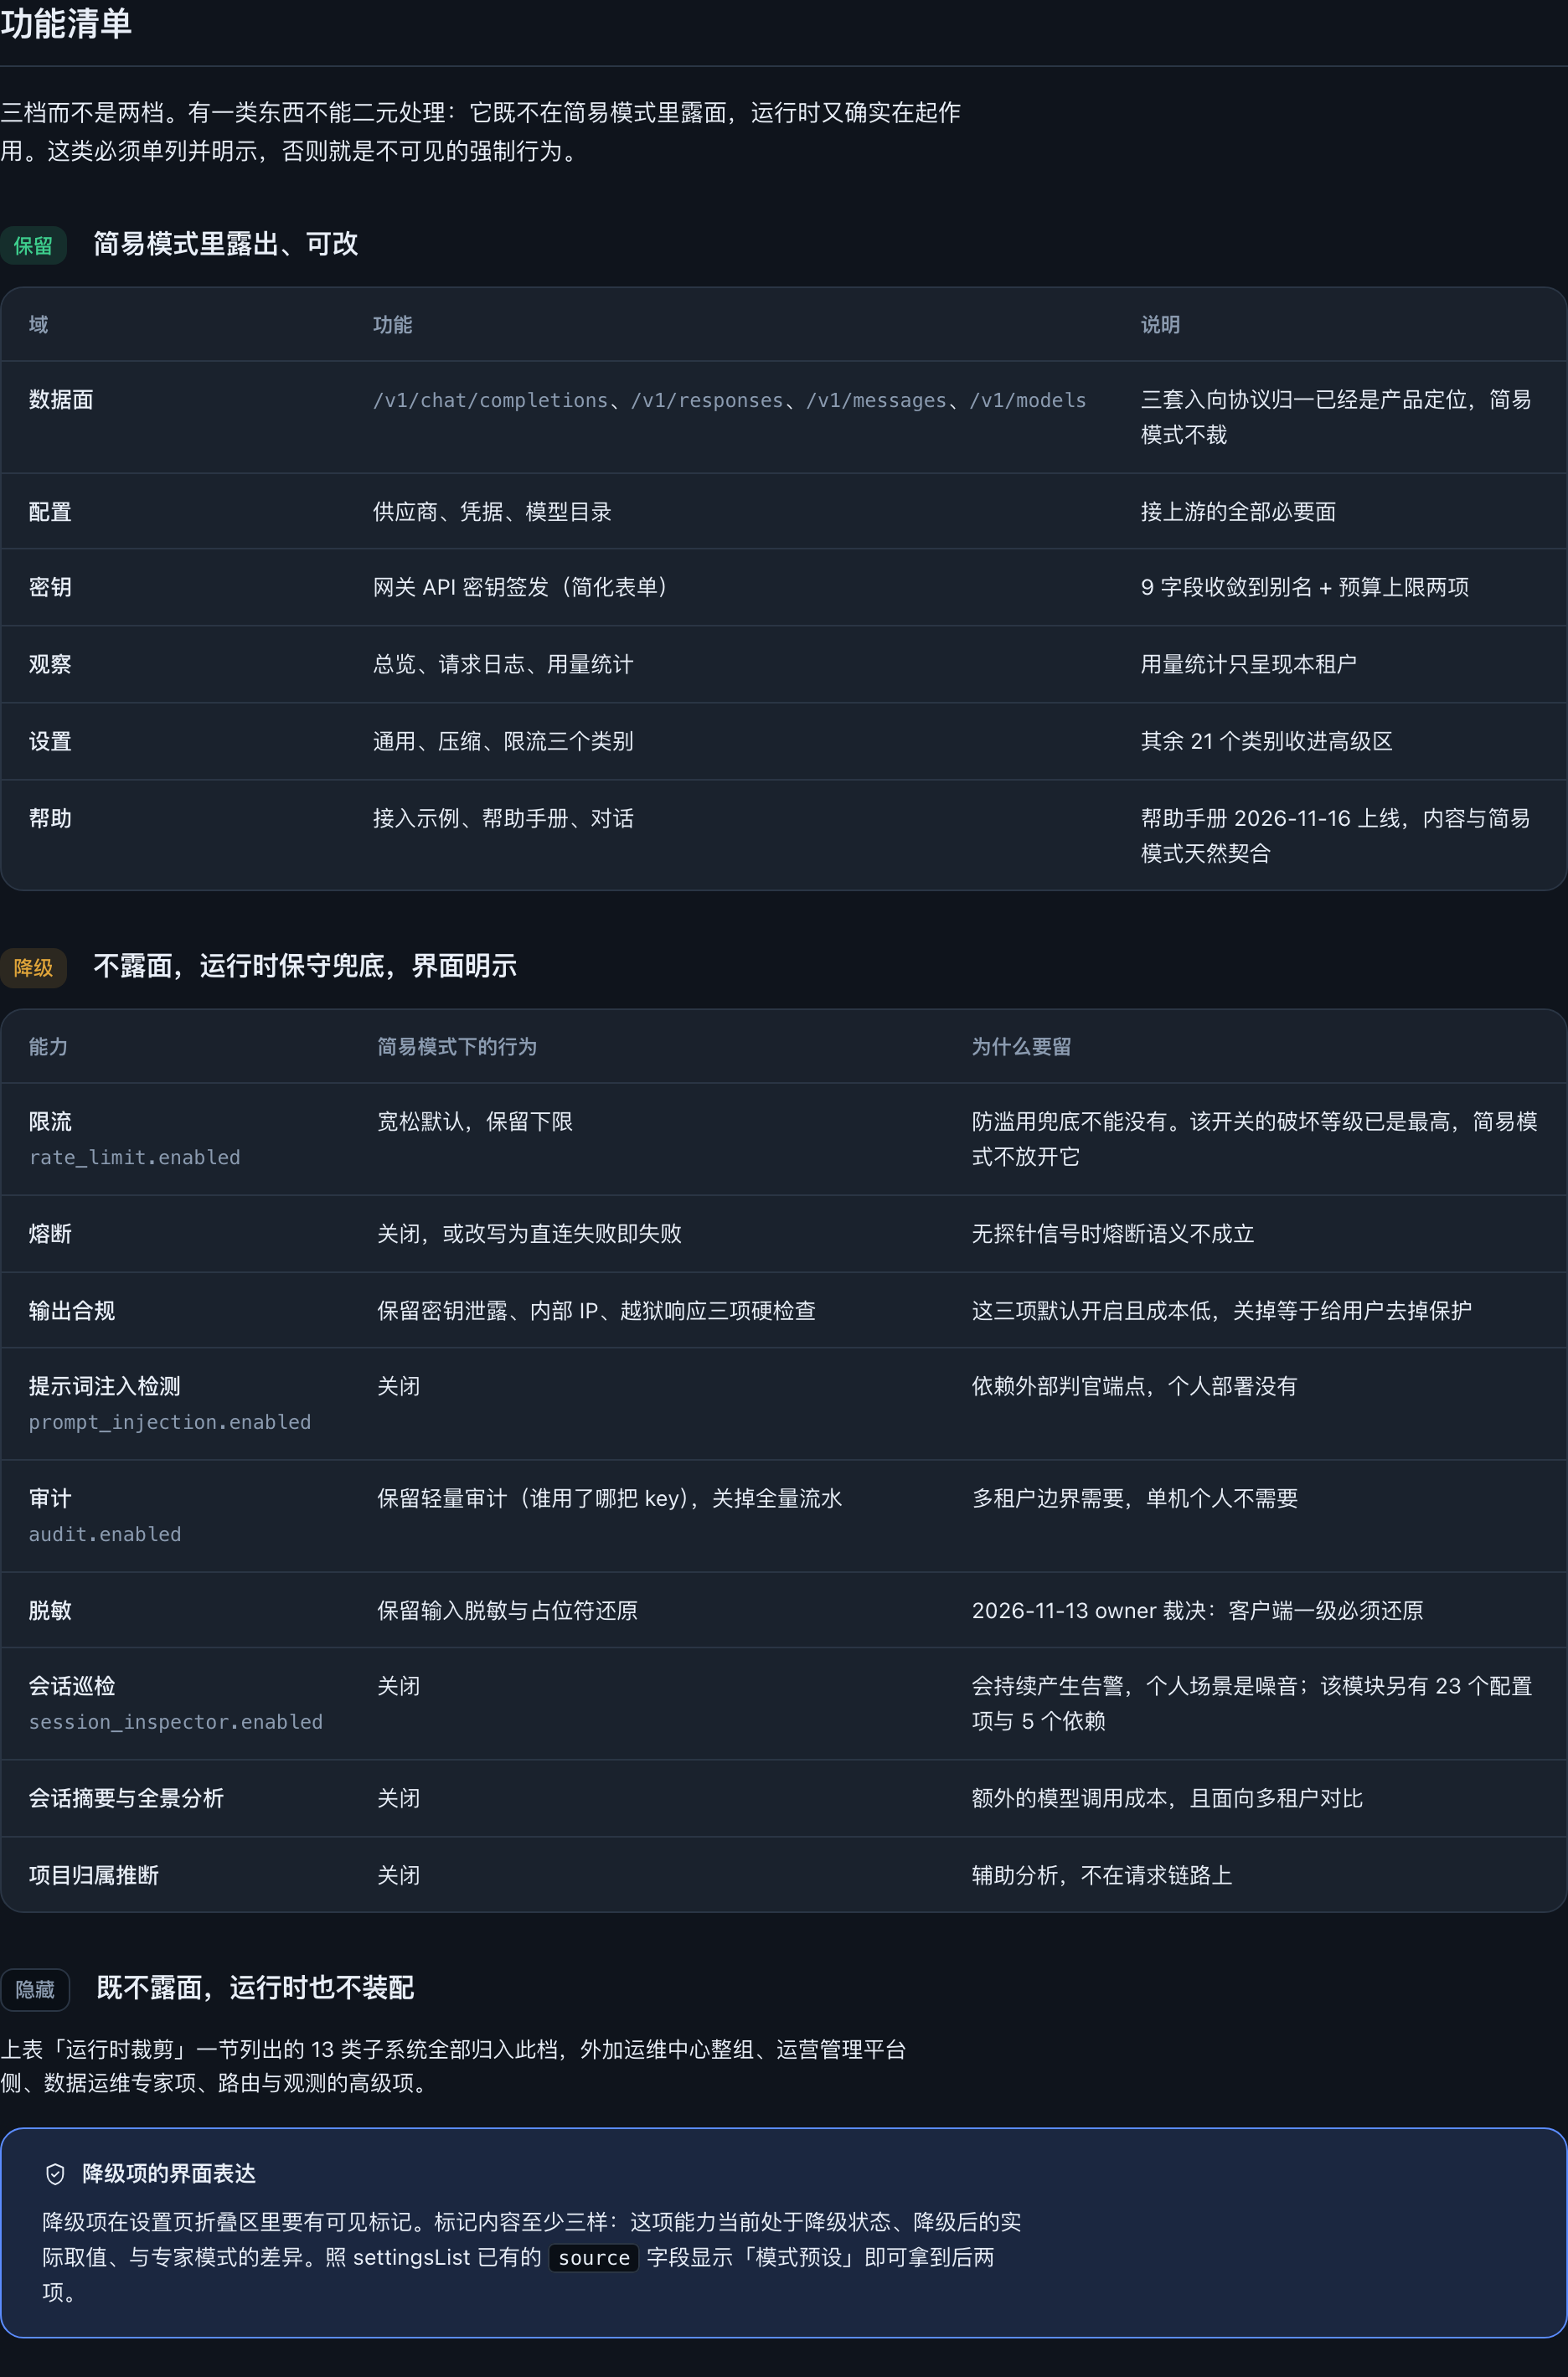 功能清单
三档而不是两档。有一类东西不能二元处理：它既不在简易模式里露面，运行时又确实在起作
用。这类必须单列并明示，否则就是不可见的强制行为。
保留 简易模式里露出、可改
域 功能 说明
数据面 /v1/chat/completions、/v1/responses、/v1/messages、/v1/models 三套入向协议归一已经是产品定位，简易
模式不裁
配置 供应商、凭据、模型目录 接上游的全部必要面
密钥 网关 API 密钥签发（简化表单） 9 字段收敛到别名 + 预算上限两项
观察 总览、请求日志、用量统计 用量统计只呈现本租户
设置 通用、压缩、限流三个类别 其余 21 个类别收进高级区
帮助 接入示例、帮助手册、对话 帮助手册 2026-11-16 上线，内容与简易
模式天然契合
降级 不露面，运行时保守兜底，界面明示
能力 简易模式下的行为 为什么要留
限流 宽松默认，保留下限 防滥用兜底不能没有。该开关的破坏等级已是最高，简易模
rate_limit.enabled 式不放开它
熔断 关闭，或改写为直连失败即失败 无探针信号时熔断语义不成立
输出合规 保留密钥泄露、内部 IP、越狱响应三项硬检查 这三项默认开启且成本低，关掉等于给用户去掉保护
提示词注入检测 关闭 依赖外部判官端点，个人部署没有
prompt_injection.enabled
审计 保留轻量审计（谁用了哪把 key），关掉全量流水 多租户边界需要，单机个人不需要
audit.enabled
脱敏 保留输入脱敏与占位符还原 2026-11-13 owner 裁决：客户端一级必须还原
会话巡检 关闭 会持续产生告警，个人场景是噪音；该模块另有 23 个配置
session_inspector.enabled 项与 5 个依赖
会话摘要与全景分析 关闭 额外的模型调用成本，且面向多租户对比
项目归属推断 关闭 辅助分析，不在请求链路上
隐藏 既不露面，运行时也不装配
上表「运行时裁剪」一节列出的 13 类子系统全部归入此档，外加运维中心整组、运营管理平台
侧、数据运维专家项、路由与观测的高级项。
降级项的界面表达
降级项在设置页折叠区里要有可见标记。标记内容至少三样：这项能力当前处于降级状态、降级后的实
际取值、与专家模式的差异。照 settingsList 已有的 source 字段显示「模式预设」即可拿到后两
项。